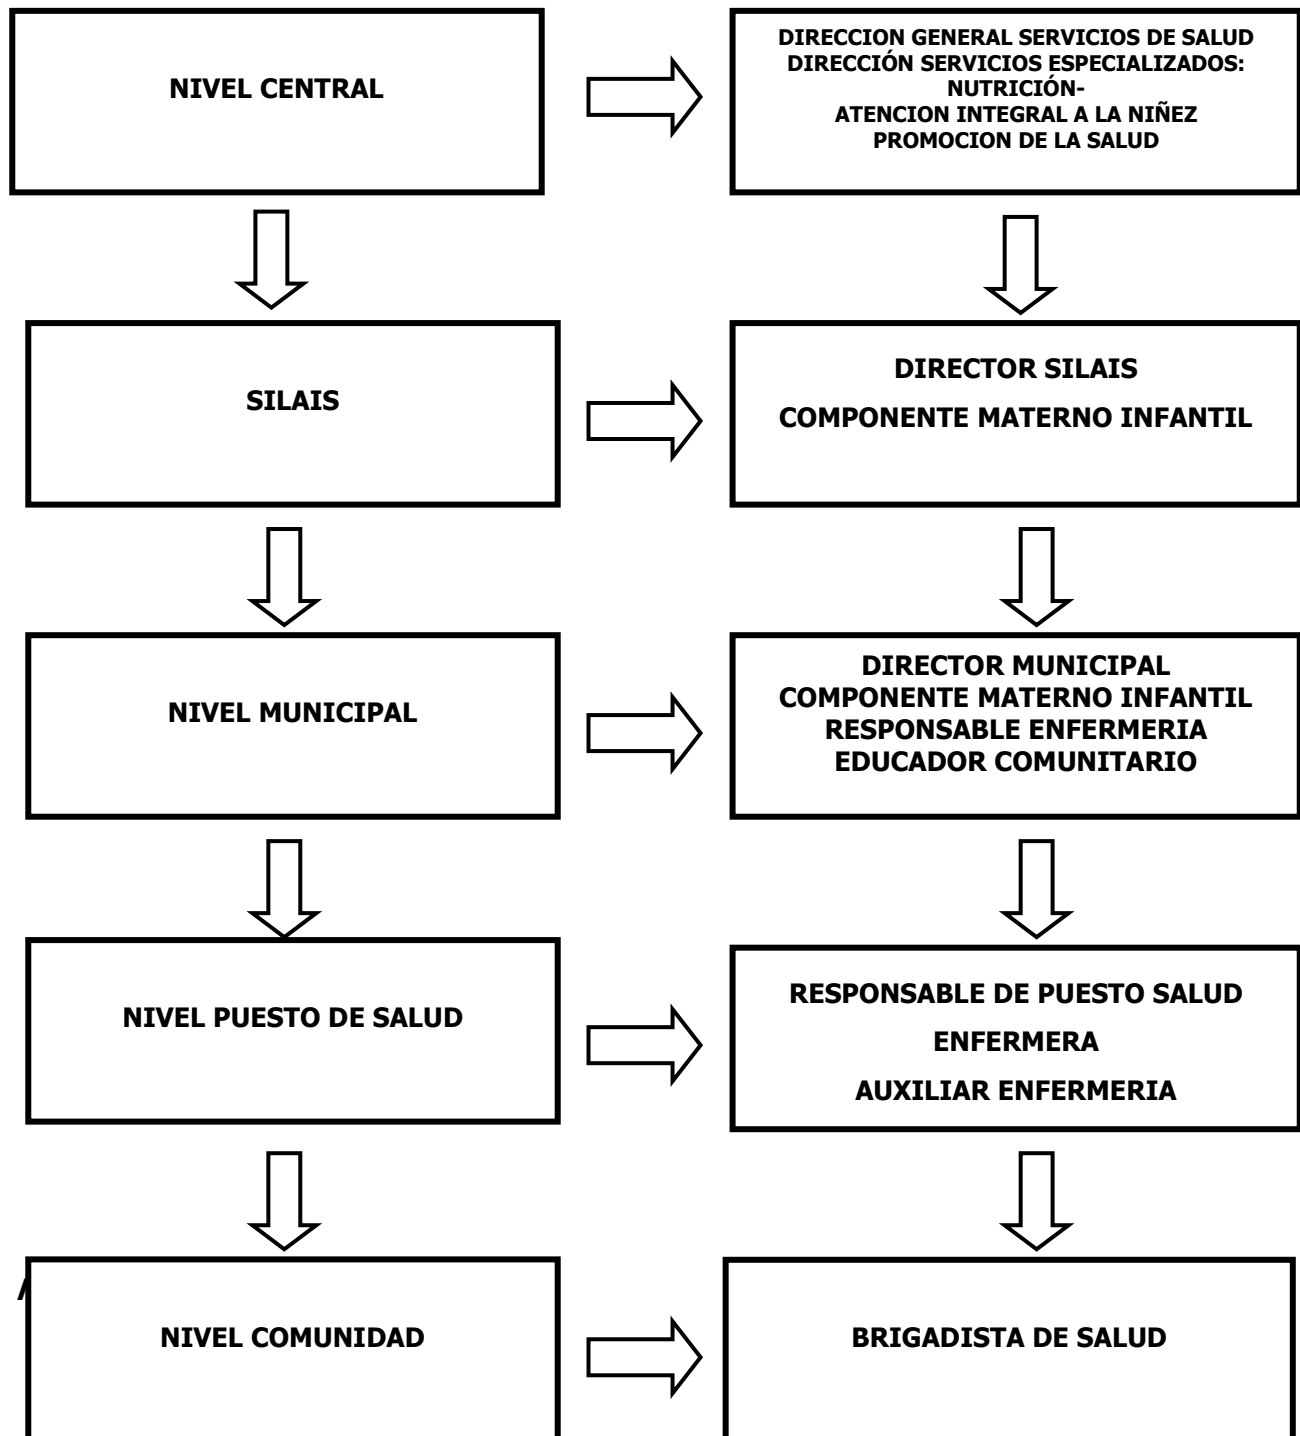 NIVEL CENTRAL
DIRECCION GENERAL SERVICIOS DE SALUD
DIRECCIÓN SERVICIOS ESPECIALIZADOS:
NUTRICIÓN-
ATENCION INTEGRAL A LA NIÑEZ
PROMOCION DE LA SALUD
SILAIS
DIRECTOR SILAIS
COMPONENTE MATERNO INFANTIL
NIVEL MUNICIPAL
DIRECTOR MUNICIPAL
COMPONENTE MATERNO INFANTIL
RESPONSABLE ENFERMERIA
EDUCADOR COMUNITARIO
NIVEL PUESTO DE SALUD
RESPONSABLE DE PUESTO SALUD
ENFERMERA
AUXILIAR ENFERMERIA
NIVEL COMUNIDAD
BRIGADISTA DE SALUD